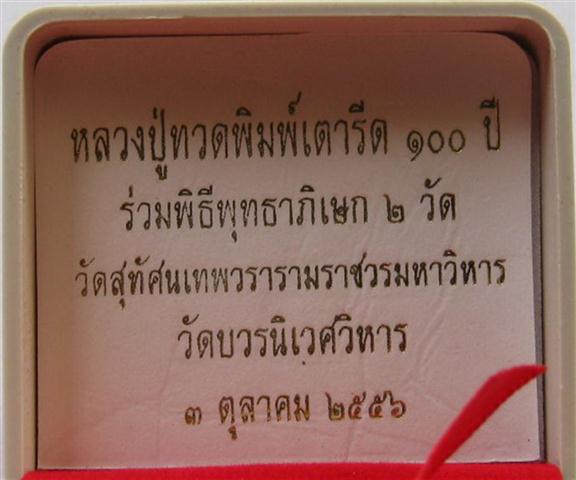 หลวงปู่ทวดพิมพ์เตารีด ๑๐๐ ปี
ร่วมพิธีพุทธาภิเษก ๒ วัด
วัดสุทัศนเทพวรารามราชวรมหาวิหาร
วัดบวรนิเวศวิหาร
๓ ตุลาคม ๒๕๕๖